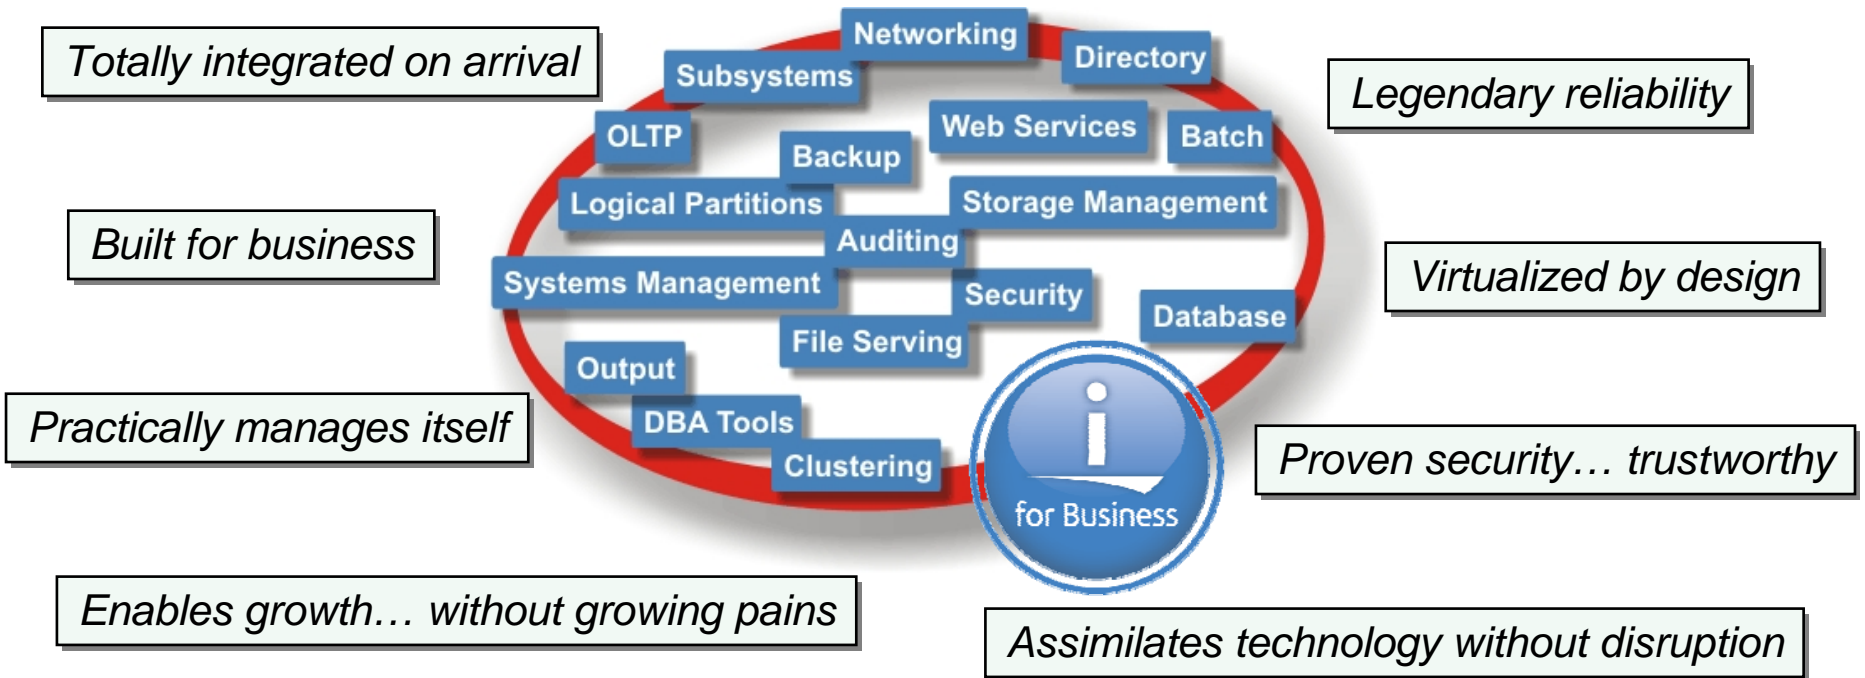 Networking
Totally integrated on arrival
Subsystems
Directory
Legendary reliability
OLTP
Web Services
Batch
Backup
Logical Partitions
Storage Management
Built for business
Auditing
Virtualized by design
Systems Management
Security
Database
File Serving
Output
Practically manages itself
DBA Tools
Clustering
Proven security… trustworthy
i
for Business
Enables growth… without growing pains
Assimilates technology without disruption